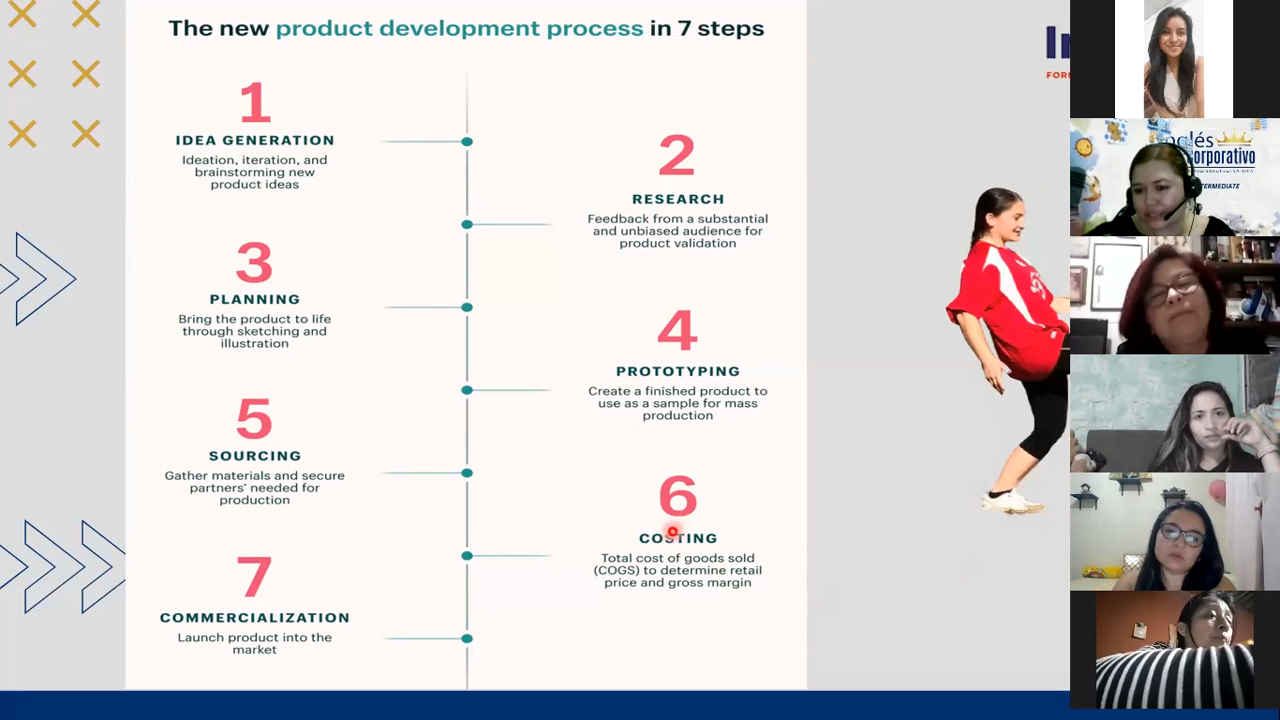 The new product development process in 7 steps
1
IDEA GENERATION
Ideation, iteration, and
brainstorming new
product ideas
2
RESEARCH
Feedback from a substantial
and unbiased audience for
product validation
3
PLANNING
Bring the product to life
through sketching and
illustration
4
PROTOTYPING
Create a finished product to
use as a sample for mass
production
5
SOURCING
Gather materials and secure
partners' needed for
production
6
COSTING
Total cost of goods sold
(COGS) to determine retail
price and gross margin
7
COMMERCIALIZATION
Launch product into the
market